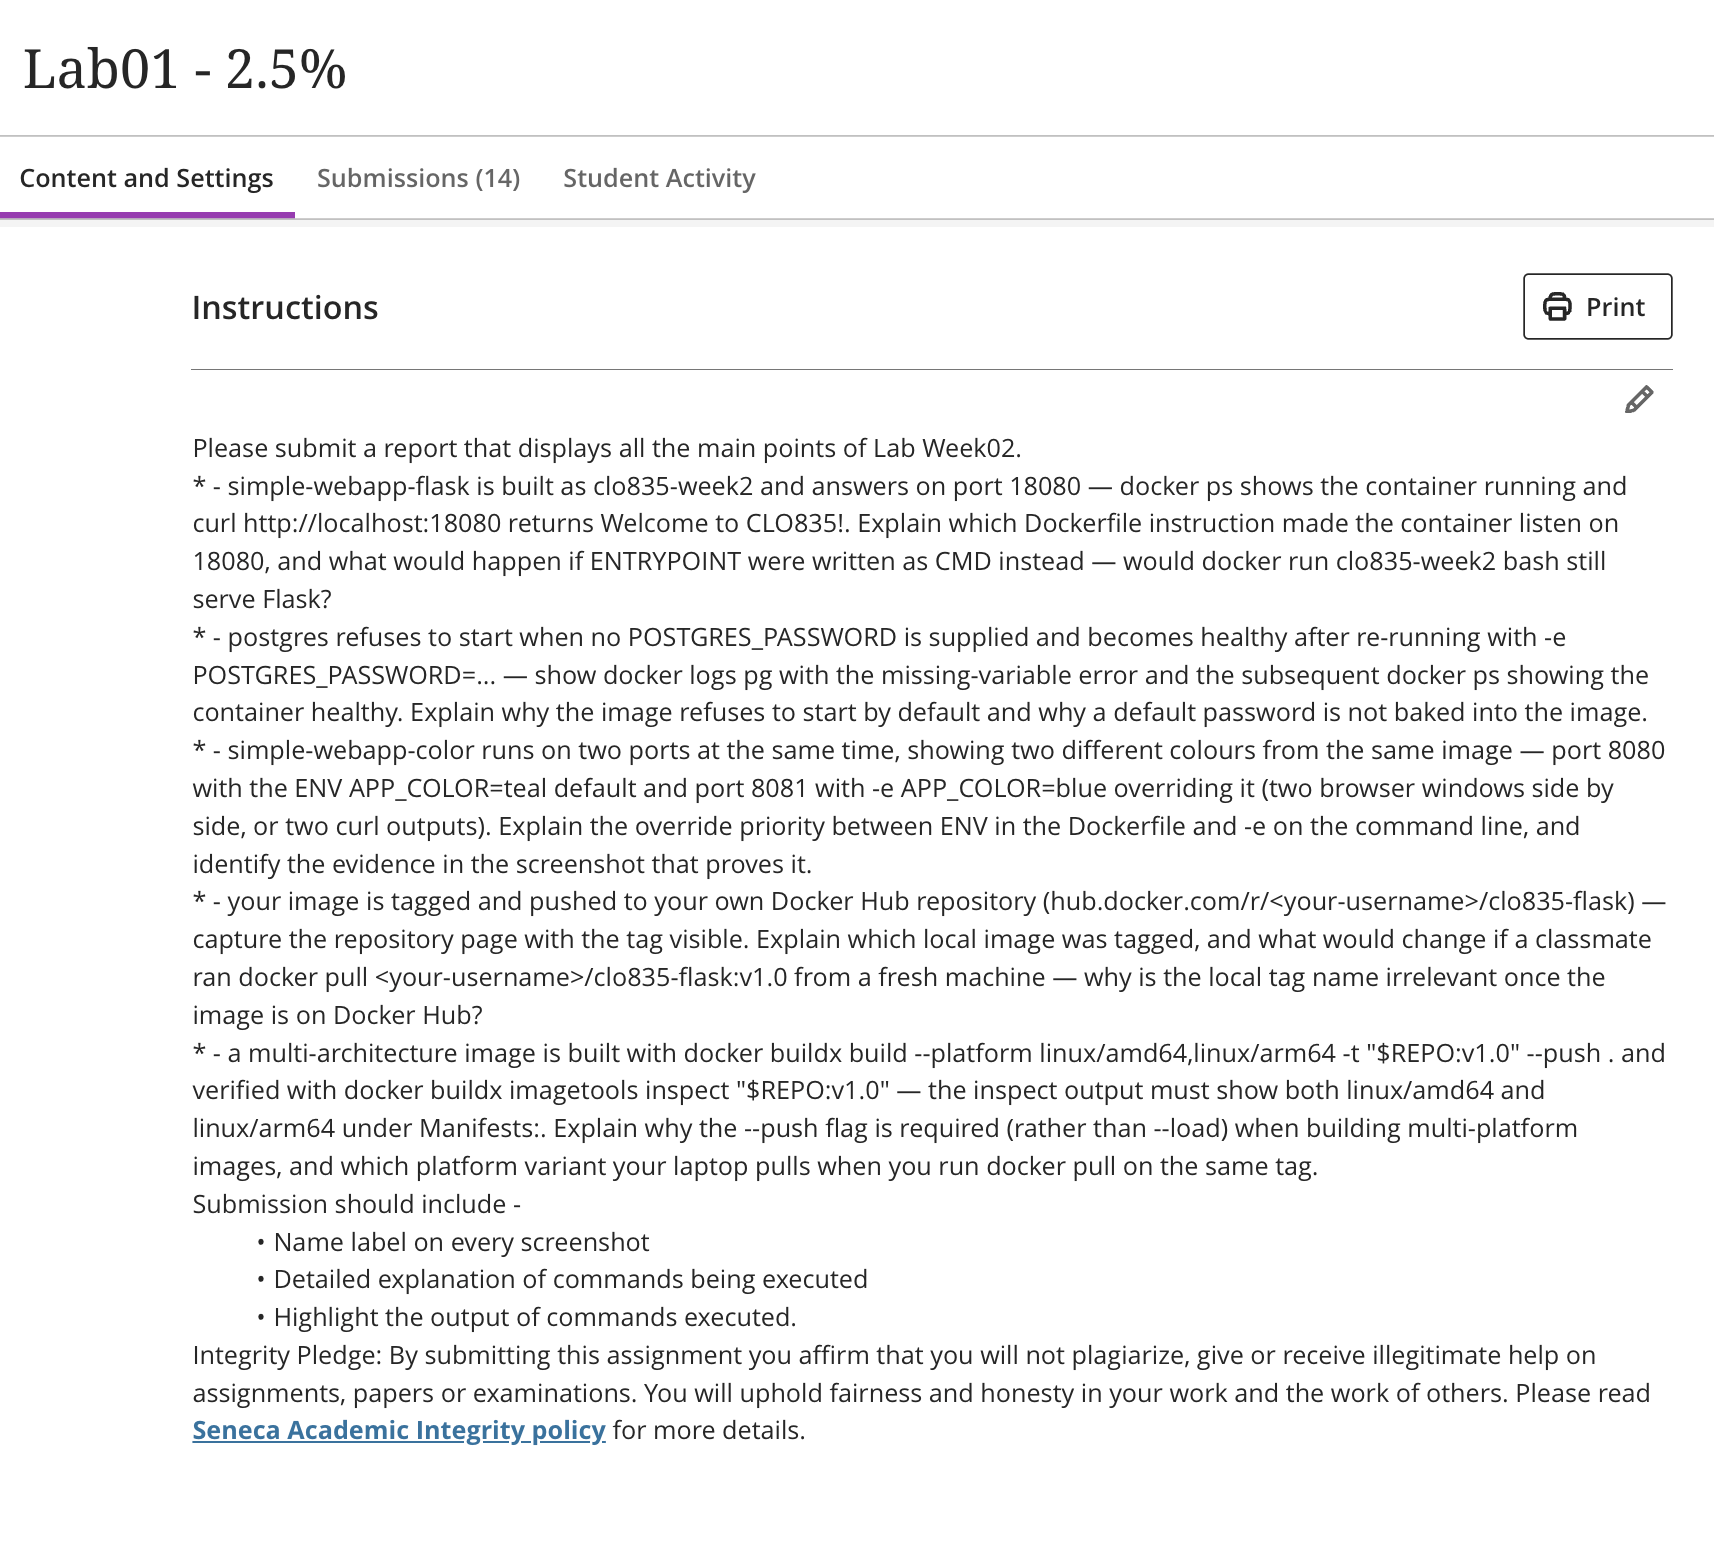 Lab01 - 2.5%
Content and Settings
Submissions (14)
Student Activity
Instructions
Print
Please submit a report that displays all the main points of Lab Week02.
* - simple-webapp-flask is built as clo835-week2 and answers on port 18080 — docker ps shows the container running and
curl http://localhost:18080 returns Welcome to CLO835!. Explain which Dockerfile instruction made the container listen on
18080, and what would happen if ENTRYPOINT were written as CMD instead — would docker run clo835-week2 bash still
serve Flask?
* - postgres refuses to start when no POSTGRES_PASSWORD is supplied and becomes healthy after re-running with -e
POSTGRES_PASSWORD=... — show docker logs pg with the missing-variable error and the subsequent docker ps showing the
container healthy. Explain why the image refuses to start by default and why a default password is not baked into the image.
* - simple-webapp-color runs on two ports at the same time, showing two different colours from the same image — port 8080
with the ENV APP_COLOR=teal default and port 8081 with -e APP_COLOR=blue overriding it (two browser windows side by
side, or two curl outputs). Explain the override priority between ENV in the Dockerfile and -e on the command line, and
identify the evidence in the screenshot that proves it.
* - your image is tagged and pushed to your own Docker Hub repository (hub.docker.com/r/<your-username>/clo835-flask) —
capture the repository page with the tag visible. Explain which local image was tagged, and what would change if a classmate
ran docker pull <your-username>/clo835-flask:v1.0 from a fresh machine — why is the local tag name irrelevant once the
image is on Docker Hub?
* - a multi-architecture image is built with docker buildx build --platform linux/amd64,linux/arm64 -t "$REPO:v1.0" --push . and
verified with docker buildx imagetools inspect "$REPO:v1.0" — the inspect output must show both linux/amd64 and
linux/arm64 under Manifests:. Explain why the --push flag is required (rather than --load) when building multi-platform
images, and which platform variant your laptop pulls when you run docker pull on the same tag.
Submission should include -
• Name label on every screenshot
• Detailed explanation of commands being executed
• Highlight the output of commands executed.
Integrity Pledge: By submitting this assignment you affirm that you will not plagiarize, give or receive illegitimate help on
assignments, papers or examinations. You will uphold fairness and honesty in your work and the work of others. Please read
Seneca Academic Integrity policy for more details.